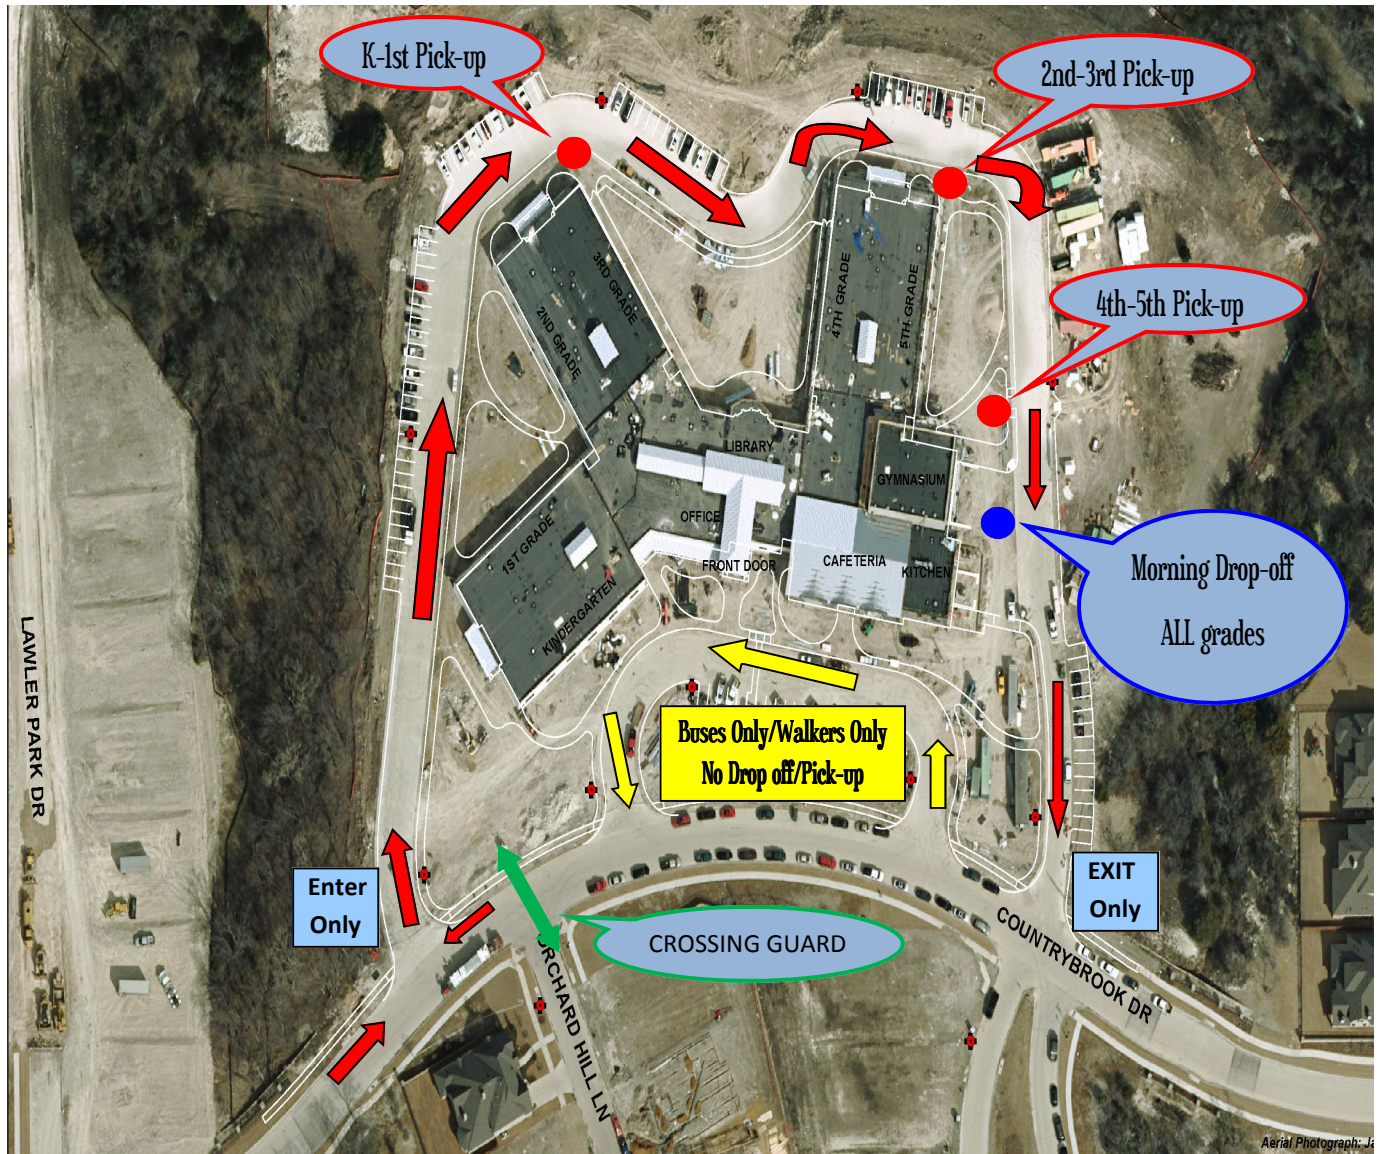 K-1st Pick-up
2nd-3rd Pick-up
4th-5th Pick-up
3RD GRADE
2ND GRADE
4TH GRADE
5TH GRADE
LIBRARY
GYMNASIUM
OFFICE
1ST GRADE
FRONT DOOR
CAFETERIA
KITCHEN
KINDERGARTEN
Morning Drop-off
ALL grades
LAWLER PARK DR
Buses Only/Walkers Only
No Drop off/Pick-up
Enter
Only
EXIT
Only
CROSSING GUARD
COUNTRYBROOK DR
ORCHARD HILL LN
Aerial Photograph: Ja